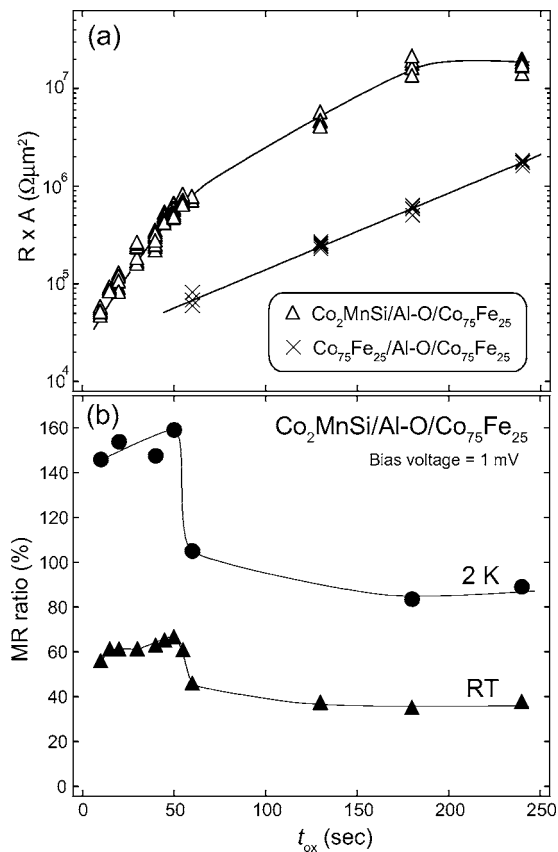 (a)
10⁷
10⁶
10⁵
10⁴
R x A (Ωμm²)
Co₂MnSi/Al-O/Co₇₅Fe₂₅
Co₇₅Fe₂₅/Al-O/Co₇₅Fe₂₅
(b)
Co₂MnSi/Al-O/Co₇₅Fe₂₅
Bias voltage = 1 mV
160
140
120
100
80
60
40
20
0
MR ratio (%)
2 K
RT
0 50 100 150 200 250
tₒₓ (sec)